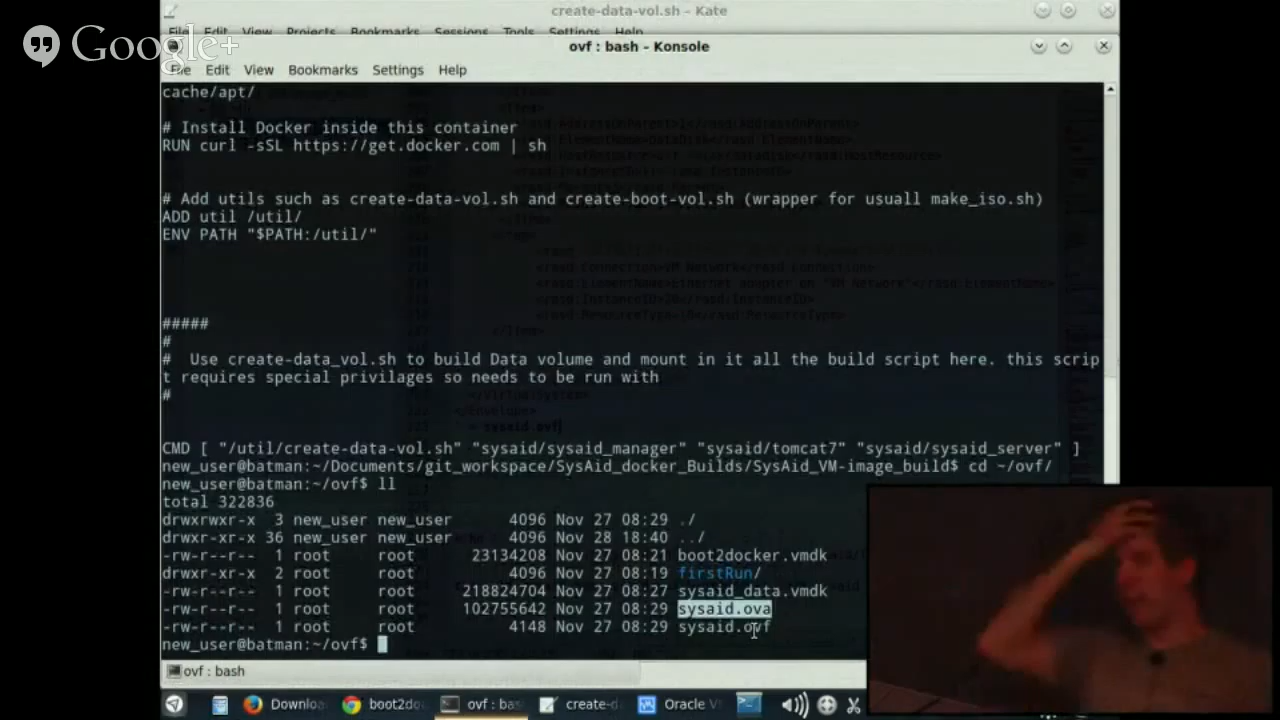 create-data-vol.sh - Kate
Google+
File Edit View Projects Bookmarks Sessions Tools Settings Help
ovf : bash - Konsole
File Edit View Bookmarks Settings Help
cache/apt/
# Install Docker inside this container
RUN curl -sSL https://get.docker.com | sh
# Add utils such as create-data-vol.sh and create-boot-vol.sh (wrapper for usuall make_iso.sh)
ADD util /util/
ENV PATH "$PATH:/util/"
#####
#
#  Use create-data_vol.sh to build Data volume and mount in it all the build script here. this scrip
t requires special privilages so needs to be run with
#
CMD [ "/util/create-data-vol.sh" "sysaid/sysaid_manager" "sysaid/tomcat7" "sysaid/sysaid_server" ]
new_user@batman:~/Documents/git_workspace/SysAid_docker_Builds/SysAid_VM-image_build$ cd ~/ovf/
new_user@batman:~/ovf$ ll
total 322836
drwxrwxr-x  3 new_user new_user      4096 Nov 27 08:29 ./
drwxr-xr-x 36 new_user new_user      4096 Nov 28 18:40 ../
-rw-r--r--  1 root     root      23134208 Nov 27 08:21 boot2docker.vmdk
drwxr-xr-x  2 root     root          4096 Nov 27 08:19 firstRun/
-rw-r--r--  1 root     root     218824704 Nov 27 08:27 sysaid_data.vmdk
-rw-r--r--  1 root     root     102755642 Nov 27 08:29 sysaid.ova
-rw-r--r--  1 root     root          4148 Nov 27 08:29 sysaid.ovf
new_user@batman:~/ovf$
ovf : bash
Downloa boot2do ovf : bas create-d Oracle V